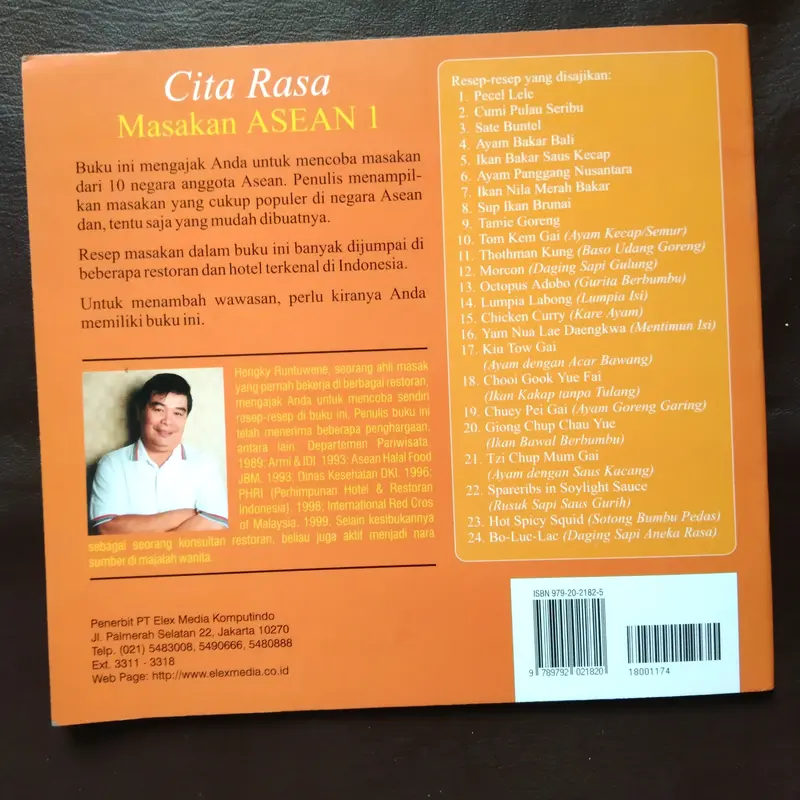 Cita Rasa
Masakan ASEAN 1
Buku ini mengajak Anda untuk mencoba masakan
dari 10 negara anggota Asean. Penulis menampil-
kan masakan yang cukup populer di negara Asean
dan, tentu saja yang mudah dibuatnya.
Resep masakan dalam buku ini banyak dijumpai di
beberapa restoran dan hotel terkenal di Indonesia.
Untuk menambah wawasan, perlu kiranya Anda
memiliki buku ini.
Hengky Runtuwene, seorang ahli masak
yang pernah bekerja di berbagai restoran,
mengajak Anda untuk mencoba sendiri
resep-resep di buku ini. Penulis buku ini
telah menerima beberapa penghargaan,
antara lain: Departemen Pariwisata,
1989; Armi & IDI, 1993; Asean Halal Food
JBM, 1993; Dinas Kesehatan DKI, 1996;
PHRI (Perhimpunan Hotel & Restoran
Indonesia), 1998; International Red Cros
of Malaysia, 1999. Selain kesibukannya
sebagai seorang konsultan restoran, beliau juga aktif menjadi nara
sumber di majalah wanita.
Penerbit PT Elex Media Komputindo
Jl. Palmerah Selatan 22, Jakarta 10270
Telp. (021) 5483008, 5490666, 5480888
Ext. 3311 - 3318
Web Page: http://www.elexmedia.co.id
Resep-resep yang disajikan:
1. Pecel Lele
2. Cumi Pulau Seribu
3. Sate Buntel
4. Ayam Bakar Bali
5. Ikan Bakar Saus Kecap
6. Ayam Panggang Nusantara
7. Ikan Nila Merah Bakar
8. Sup Ikan Brunai
9. Tamie Goreng
10. Tom Kem Gai (Ayam Kecap/Semur)
11. Thothman Kung (Baso Udang Goreng)
12. Morcon (Daging Sapi Gulung)
13. Octopus Adobo (Gurita Berbumbu)
14. Lumpia Labong (Lumpia Isi)
15. Chicken Curry (Kare Ayam)
16. Yam Nua Lae Daengkwa (Mentimun Isi)
17. Kiu Tow Gai
(Ayam dengan Acar Bawang)
18. Chooi Gook Yue Fai
(Ikan Kakap tanpa Tulang)
19. Chuey Pei Gai (Ayam Goreng Garing)
20. Giong Chup Chau Yue
(Ikan Bawal Berbumbu)
21. Tzi Chup Mum Gai
(Ayam dengan Saus Kacang)
22. Spareribs in Soylight Sauce
(Rusuk Sapi Saus Gurih)
23. Hot Spicy Squid (Sotong Bumbu Pedas)
24. Bo-Luc-Lac (Daging Sapi Aneka Rasa)
ISBN 979-20-2182-5
9 789792 021820
18001174